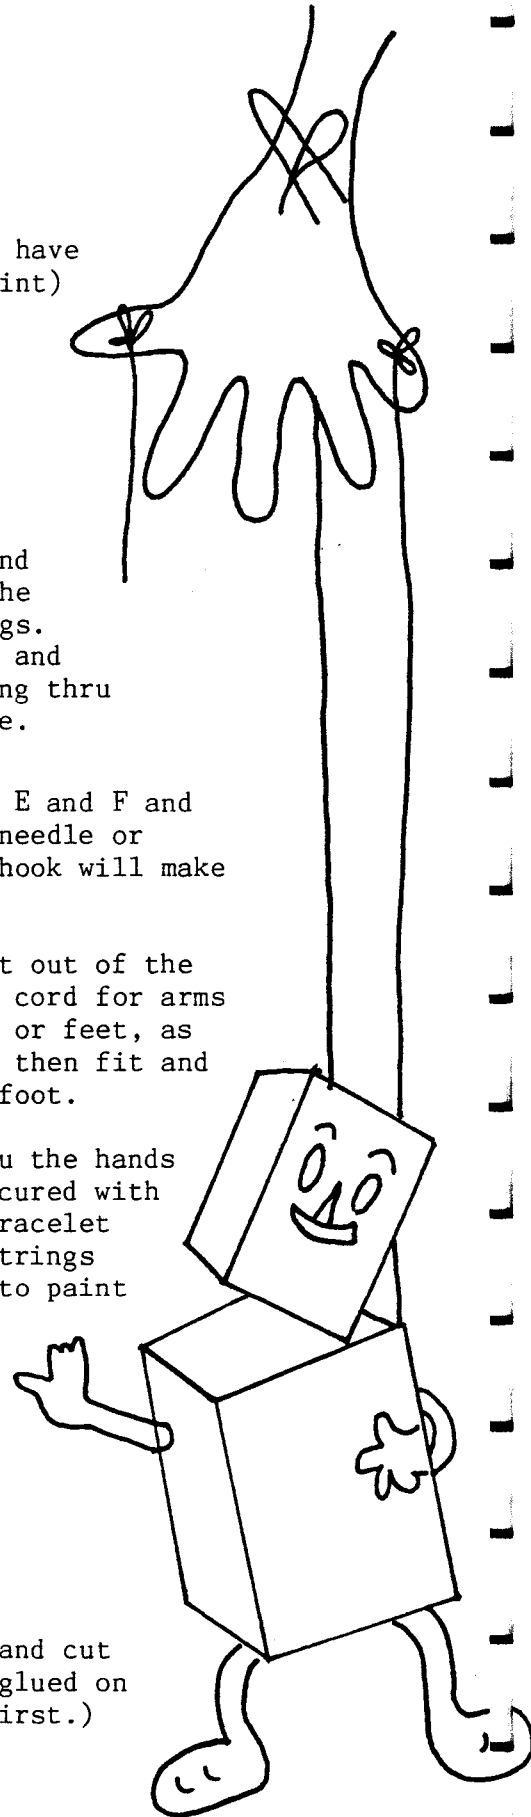 have
int)
nd
he
gs.
and
ng thru
e.
E and F and
needle or
hook will make
t out of the
cord for arms
or feet, as
then fit and
foot.
u the hands
cured with
racelet
trings
to paint
and cut
glued on
irst.)